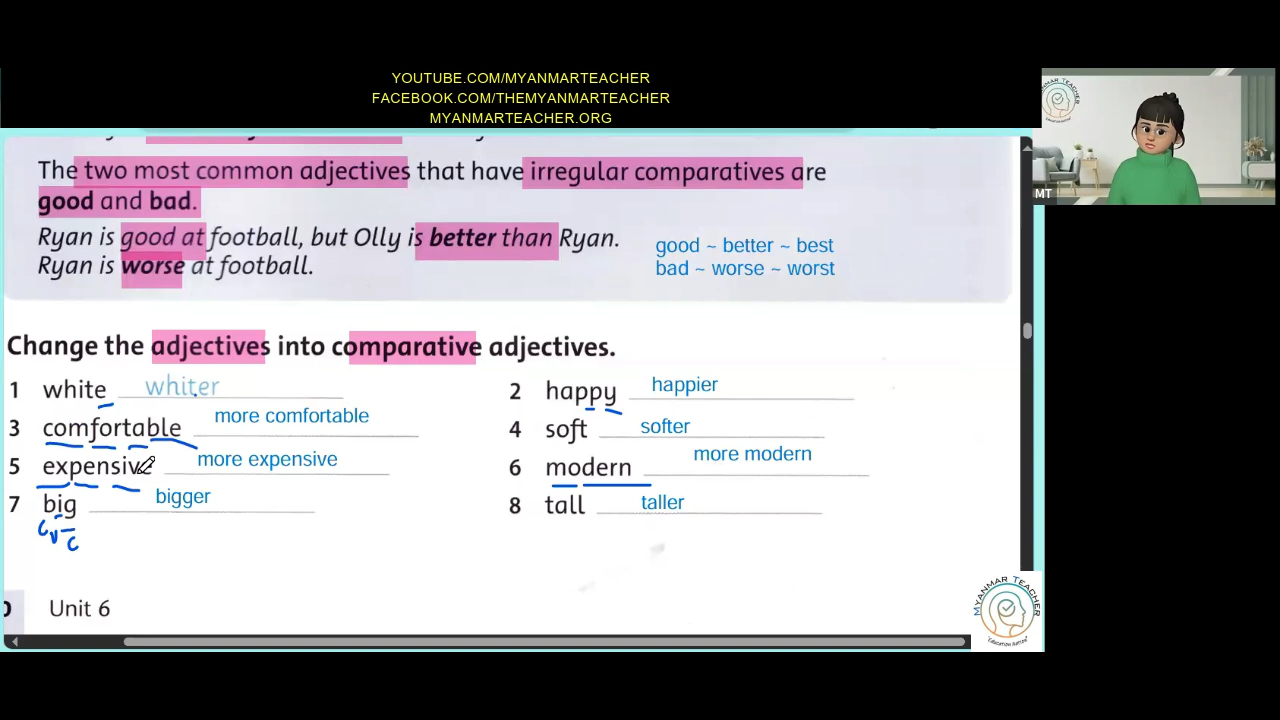 YOUTUBE.COM/MYANMARTEACHER
FACEBOOK.COM/THEMYANMARTEACHER
MYANMARTEACHER.ORG
MYANMAR TEACHER
MT
The two most common adjectives that have irregular comparatives are
good and bad.
Ryan is good at football, but Olly is better than Ryan.
Ryan is worse at football.
good ~ better ~ best
bad ~ worse ~ worst
Change the adjectives into comparative adjectives.
1 white whiter
2 happy happier
3 comfortable more comfortable
4 soft softer
5 expensive more expensive
6 modern more modern
7 big bigger
8 tall taller
C V C
Unit 6
MYANMAR TEACHER